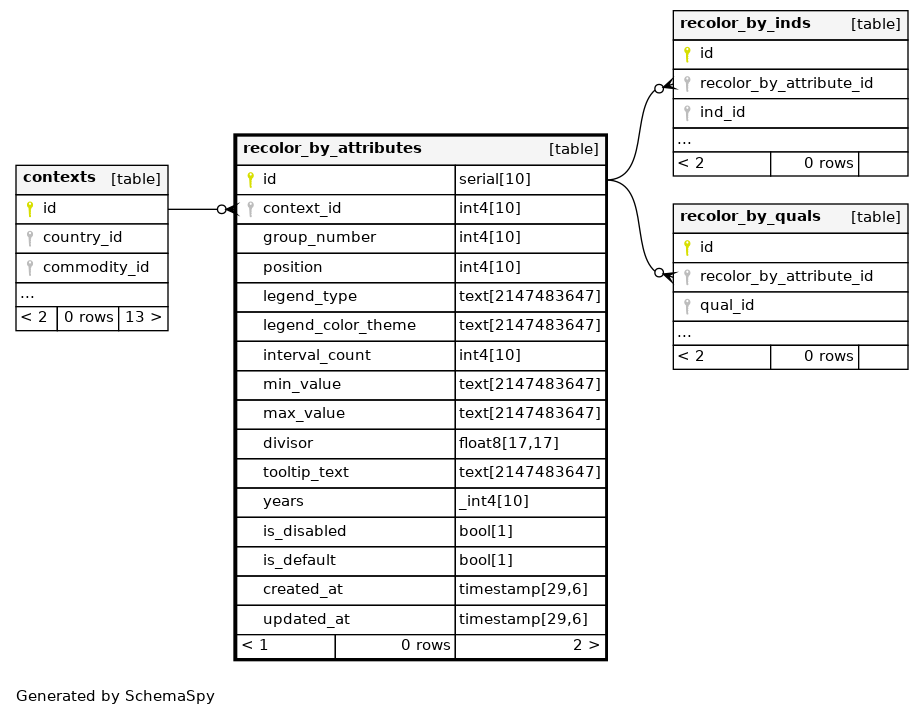 contexts [table]
id
country_id
commodity_id
...
< 2 0 rows 13 >
recolor_by_attributes [table]
id serial[10]
context_id int4[10]
group_number int4[10]
position int4[10]
legend_type text[2147483647]
legend_color_theme text[2147483647]
interval_count int4[10]
min_value text[2147483647]
max_value text[2147483647]
divisor float8[17,17]
tooltip_text text[2147483647]
years _int4[10]
is_disabled bool[1]
is_default bool[1]
created_at timestamp[29,6]
updated_at timestamp[29,6]
< 1 0 rows 2 >
recolor_by_inds [table]
id
recolor_by_attribute_id
ind_id
...
< 2 0 rows
recolor_by_quals [table]
id
recolor_by_attribute_id
qual_id
...
< 2 0 rows
Generated by SchemaSpy